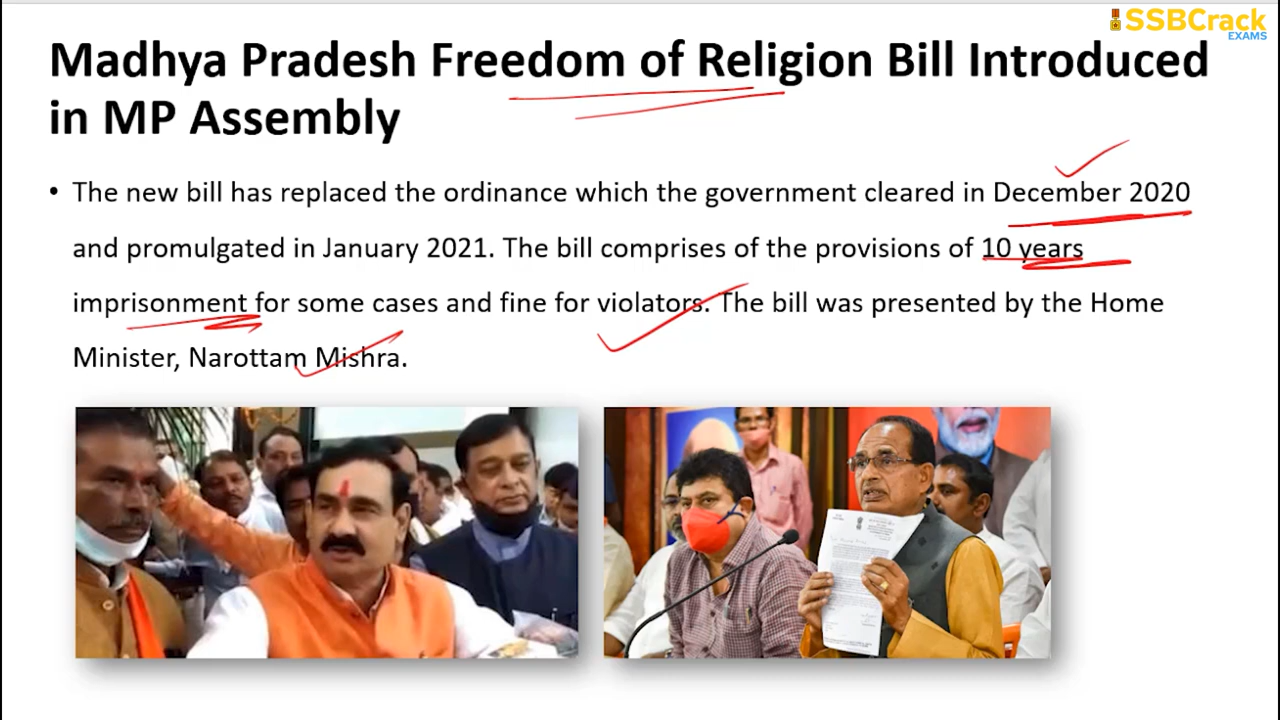 SSBCrack
EXAMS
Madhya Pradesh Freedom of Religion Bill Introduced
in MP Assembly
• The new bill has replaced the ordinance which the government cleared in December 2020
and promulgated in January 2021. The bill comprises of the provisions of 10 years
imprisonment for some cases and fine for violators. The bill was presented by the Home
Minister, Narottam Mishra.